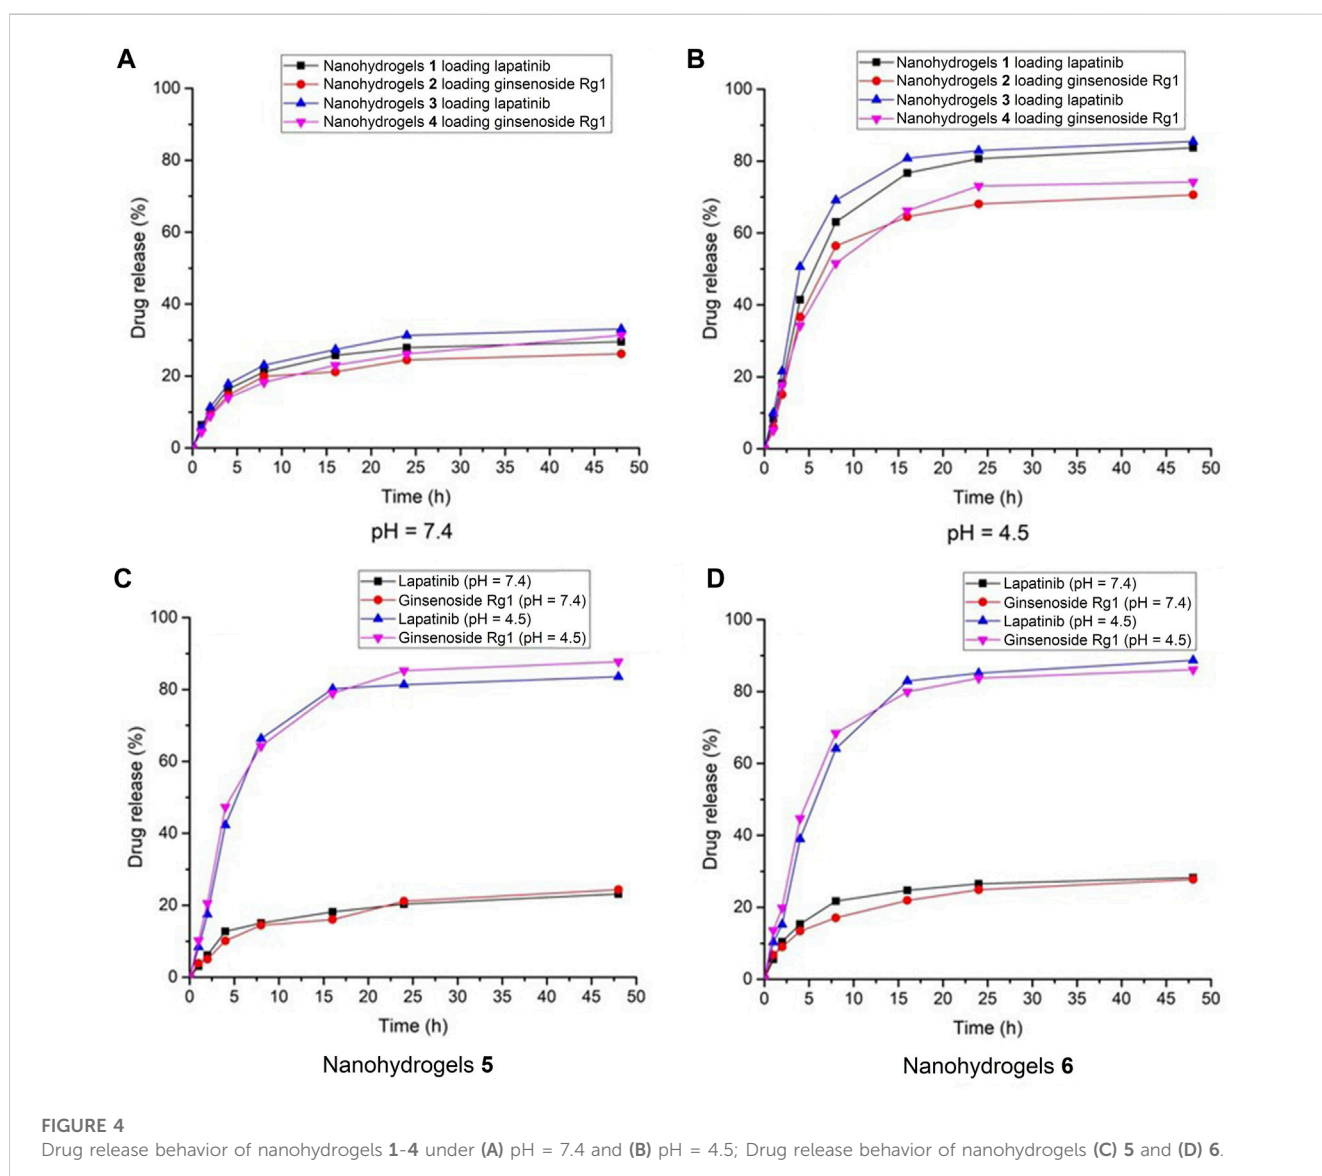 A
Nanohydrogels 1 loading lapatinib
Nanohydrogels 2 loading ginsenoside Rg1
Nanohydrogels 3 loading lapatinib
Nanohydrogels 4 loading ginsenoside Rg1
100
80
60
40
20
0
Drug release (%)
0 5 10 15 20 25 30 35 40 45 50
Time (h)
pH = 7.4
B
Nanohydrogels 1 loading lapatinib
Nanohydrogels 2 loading ginsenoside Rg1
Nanohydrogels 3 loading lapatinib
Nanohydrogels 4 loading ginsenoside Rg1
100
80
60
40
20
0
Drug release (%)
0 5 10 15 20 25 30 35 40 45 50
Time (h)
pH = 4.5
C
Lapatinib (pH = 7.4)
Ginsenoside Rg1 (pH = 7.4)
Lapatinib (pH = 4.5)
Ginsenoside Rg1 (pH = 4.5)
100
80
60
40
20
0
Drug release (%)
0 5 10 15 20 25 30 35 40 45 50
Time (h)
Nanohydrogels 5
D
Lapatinib (pH = 7.4)
Ginsenoside Rg1 (pH = 7.4)
Lapatinib (pH = 4.5)
Ginsenoside Rg1 (pH = 4.5)
100
80
60
40
20
0
Drug release (%)
0 5 10 15 20 25 30 35 40 45 50
Time (h)
Nanohydrogels 6
FIGURE 4
Drug release behavior of nanohydrogels 1-4 under (A) pH = 7.4 and (B) pH = 4.5; Drug release behavior of nanohydrogels (C) 5 and (D) 6.